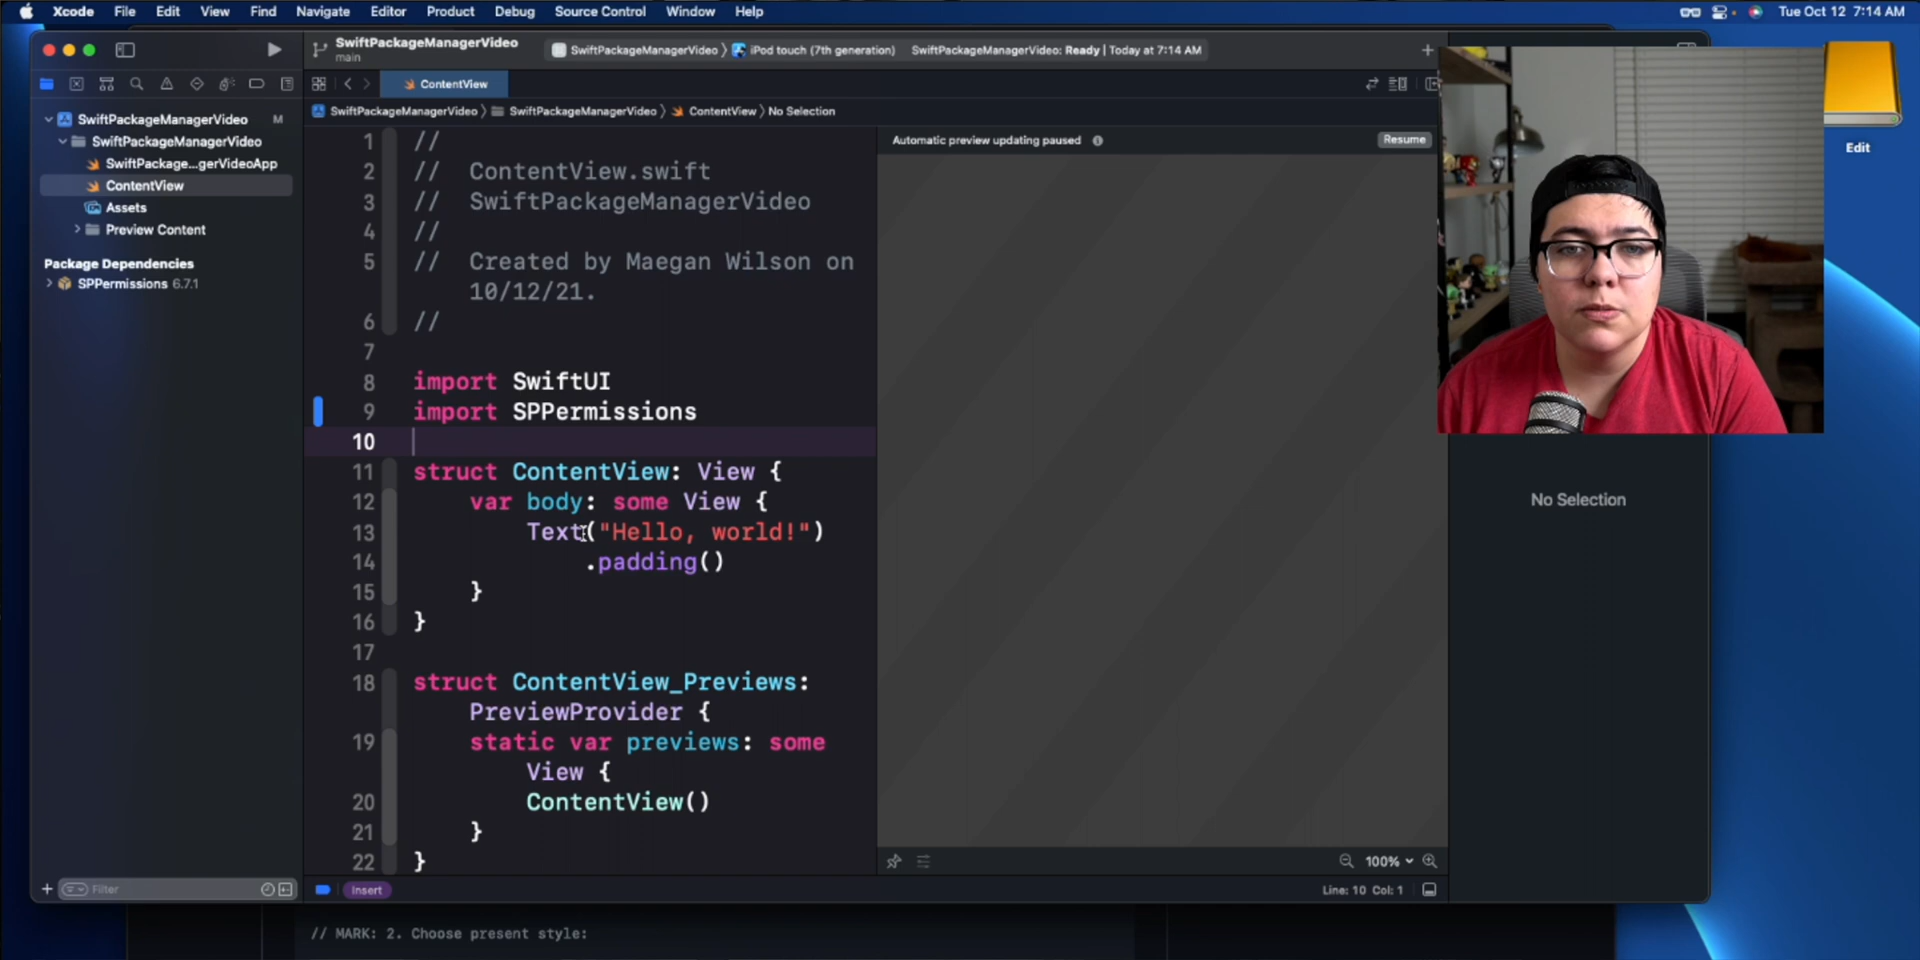 Xcode File Edit View Find Navigate Editor Product Debug Source Control Window Help Tue Oct 12 7:14 AM
SwiftPackageManagerVideo
main
SwiftPackageManagerVideo iPod touch (7th generation) SwiftPackageManagerVideo: Ready | Today at 7:14 AM
ContentView
SwiftPackageManagerVideo SwiftPackageManagerVideo ContentView No Selection
SwiftPackageManagerVideo M
SwiftPackageManagerVideo
SwiftPackage...gerVideoApp
ContentView
Assets
Preview Content
Package Dependencies
SPPermissions 6.7.1
Filter
1 //
2 // ContentView.swift
3 // SwiftPackageManagerVideo
4 //
5 // Created by Maegan Wilson on
10/12/21.
6 //
7
8 import SwiftUI
9 import SPPermissions
10
11 struct ContentView: View {
12 var body: some View {
13 Text("Hello, world!")
14 .padding()
15 }
16 }
17
18 struct ContentView_Previews:
PreviewProvider {
19 static var previews: some
View {
20 ContentView()
21 }
22 }
Insert
Line: 10 Col: 1
Automatic preview updating paused
Resume
100%
No Selection
Edit
// MARK: 2. Choose present style: